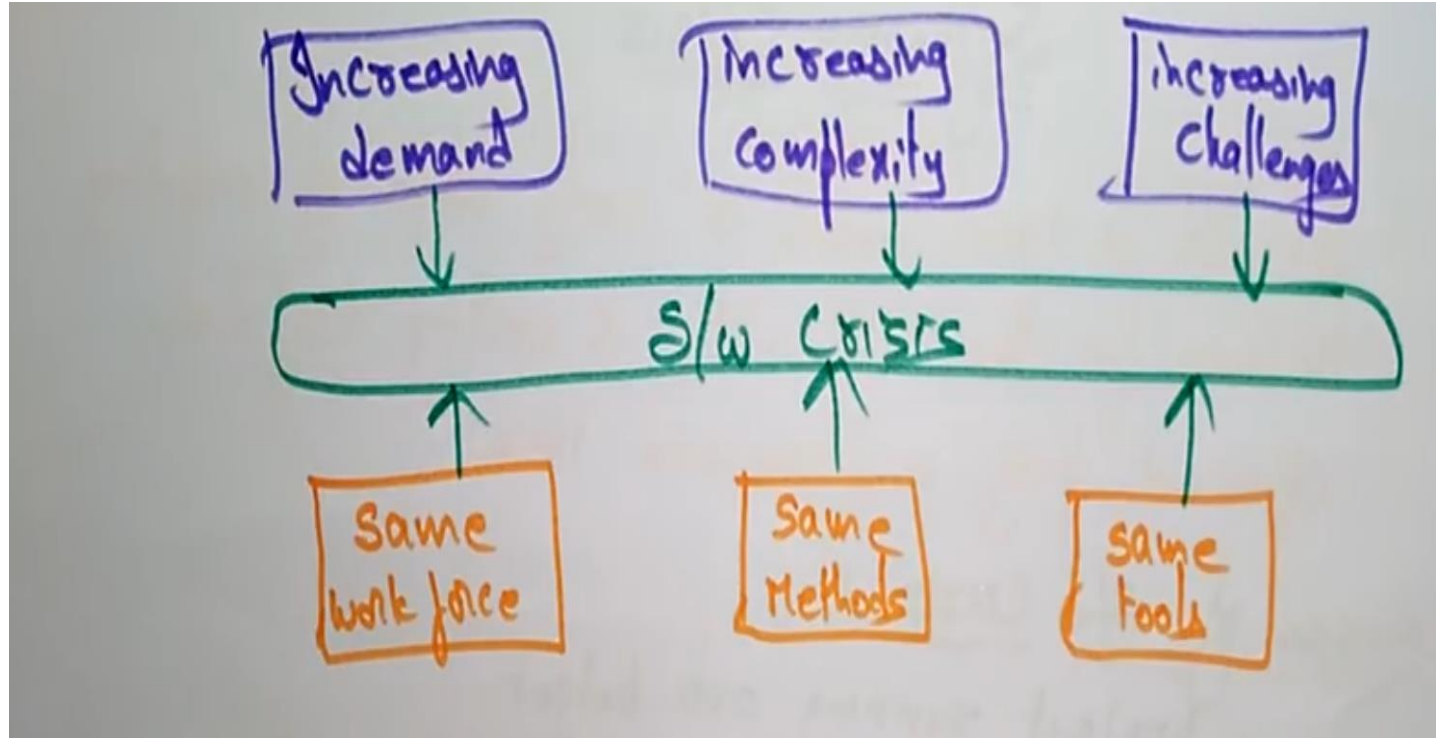 Increasing
demand
increasing
complexity
increasing
challenges
S/w Crisis
Same
work force
Same
Methods
same
tools